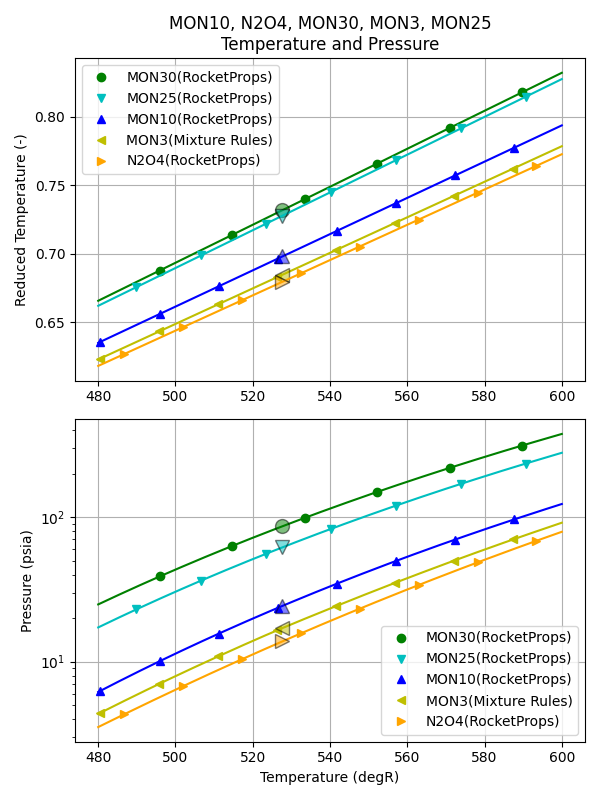 MON10, N2O4, MON30, MON3, MON25
Temperature and Pressure
MON30(RocketProps)
MON25(RocketProps)
MON10(RocketProps)
MON3(Mixture Rules)
N2O4(RocketProps)
Reduced Temperature (-)
0.80
0.75
0.70
0.65
480 500 520 540 560 580 600
Pressure (psia)
10²
10¹
MON30(RocketProps)
MON25(RocketProps)
MON10(RocketProps)
MON3(Mixture Rules)
N2O4(RocketProps)
480 500 520 540 560 580 600
Temperature (degR)